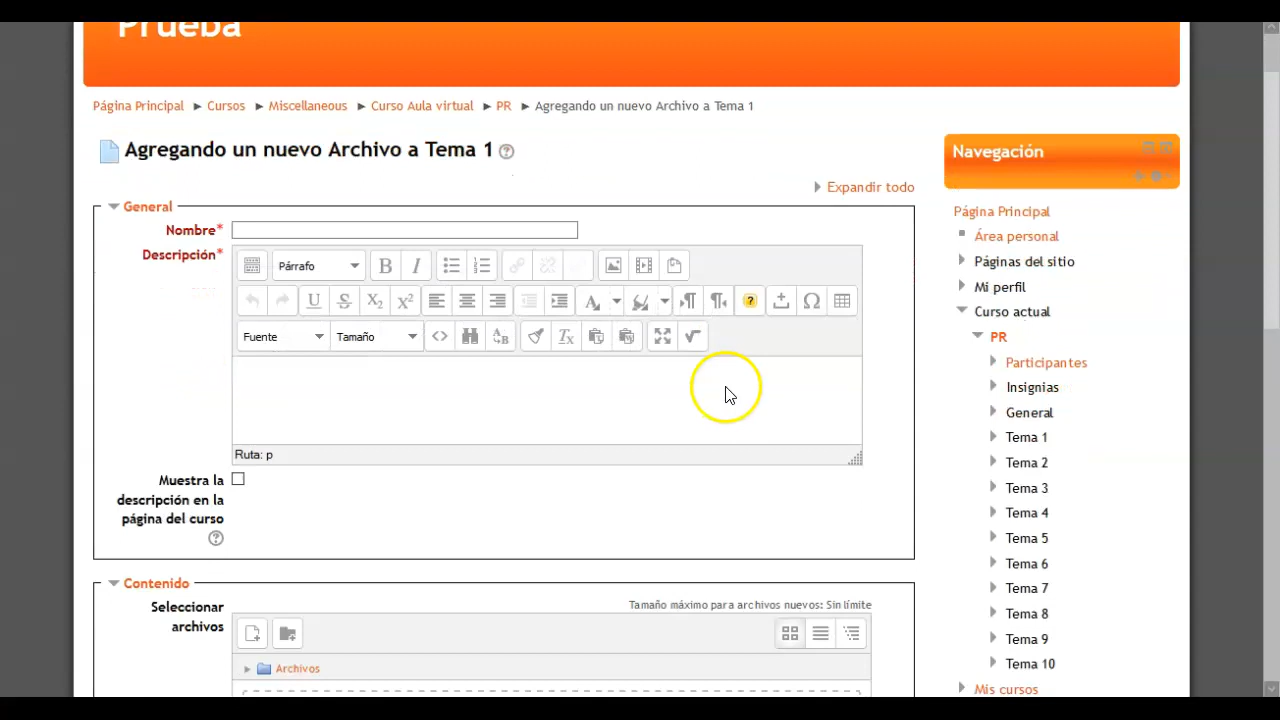 Prueba
Página Principal ► Cursos ► Miscellaneous ► Curso Aula virtual ► PR ► Agregando un nuevo Archivo a Tema 1
Agregando un nuevo Archivo a Tema 1
Expandir todo
General
Nombre*
Descripción*
Párrafo
B I
U S X2 X2
A
Fuente
Tamaño
Ruta: p
Muestra la
descripción en la
página del curso
Contenido
Seleccionar
archivos
Tamaño máximo para archivos nuevos: Sin límite
Archivos
Navegación
Página Principal
Área personal
Páginas del sitio
Mi perfil
Curso actual
PR
Participantes
Insignias
General
Tema 1
Tema 2
Tema 3
Tema 4
Tema 5
Tema 6
Tema 7
Tema 8
Tema 9
Tema 10
Mis cursos